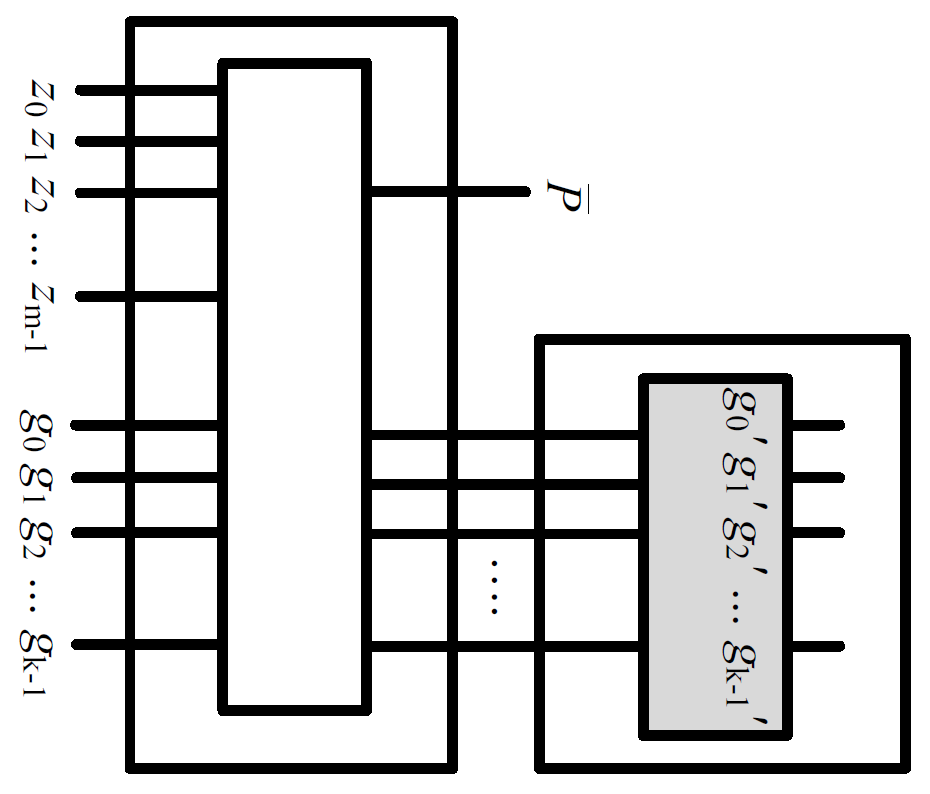 z0 z1 z2 ... zm-1
g0 g1 g2 ... gk-1
P̅
....
g0′ g1′ g2′ ... gk-1′